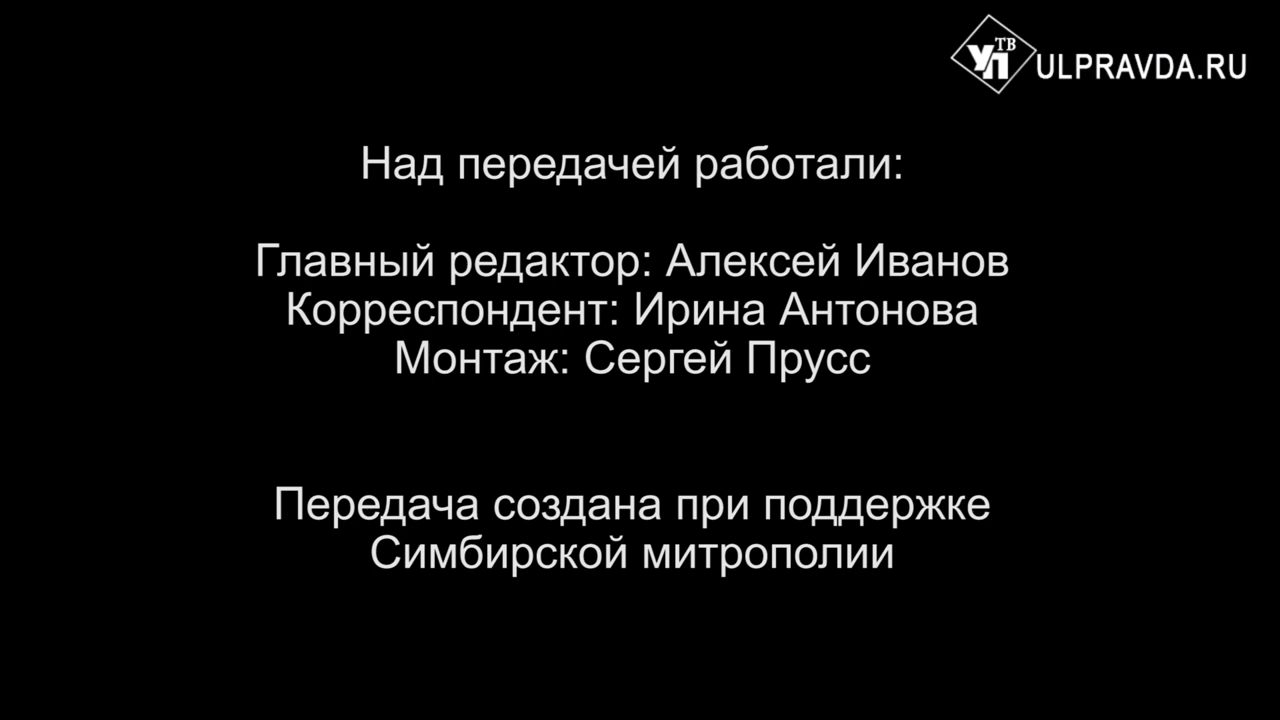 УП ТВ ULPRAVDA.RU
Над передачей работали:
Главный редактор: Алексей Иванов
Корреспондент: Ирина Антонова
Монтаж: Сергей Прусс
Передача создана при поддержке
Симбирской митрополии